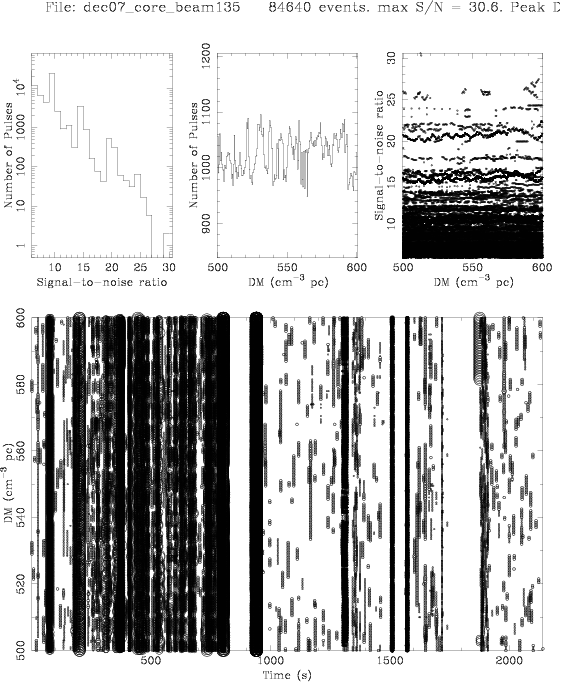 File: dec07_core_beam135 84640 events. max S/N = 30.6. Peak D
Number of Pulses
1 10 100 1000 10^4
10 15 20 25 30
Signal-to-noise ratio
Number of Pulses
900 1000 1100 1200
500 550 600
DM (cm^-3 pc)
Signal-to-noise ratio
10 15 20 25 30
500 550 600
DM (cm^-3 pc)
DM (cm^-3 pc)
500 520 540 560 580 600
500 1000 1500 2000
Time (s)